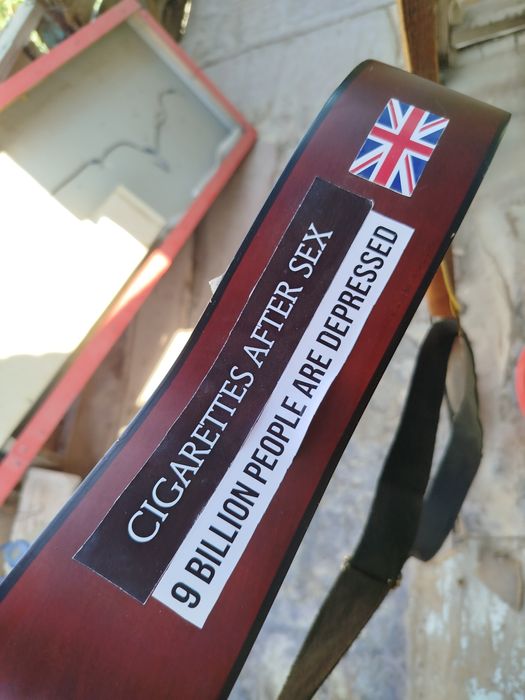 CIGARETTES AFTER SEX
9 BILLION PEOPLE ARE DEPRESSED